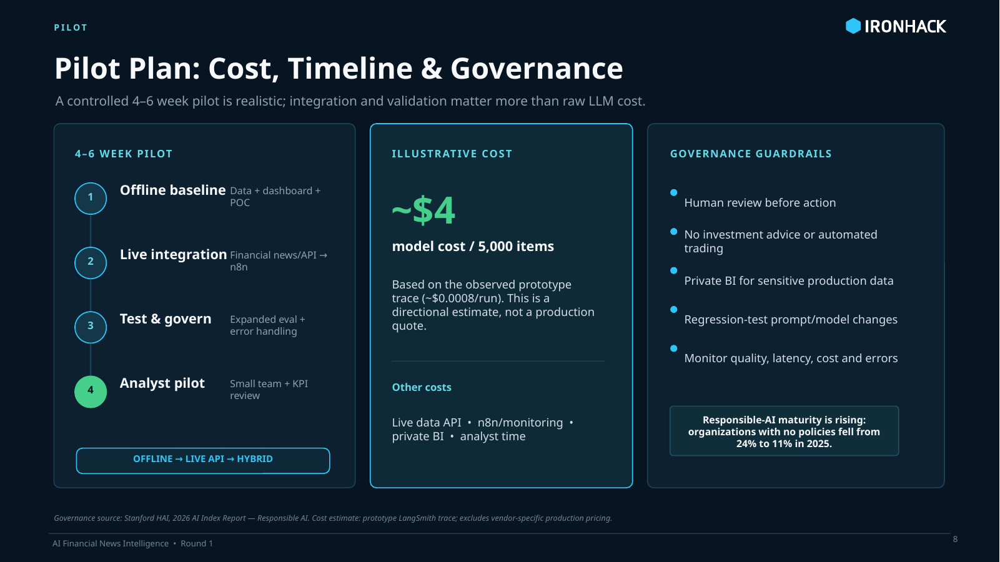 PILOT
IRONHACK
Pilot Plan: Cost, Timeline & Governance
A controlled 4–6 week pilot is realistic; integration and validation matter more than raw LLM cost.
4–6 WEEK PILOT
1
Offline baseline
Data + dashboard +
POC
2
Live integration
Financial news/API →
n8n
3
Test & govern
Expanded eval +
error handling
4
Analyst pilot
Small team + KPI
review
OFFLINE → LIVE API → HYBRID
ILLUSTRATIVE COST
~$4
model cost / 5,000 items
Based on the observed prototype
trace (~$0.0008/run). This is a
directional estimate, not a production
quote.
Other costs
Live data API • n8n/monitoring •
private BI • analyst time
GOVERNANCE GUARDRAILS
● Human review before action
● No investment advice or automated
trading
● Private BI for sensitive production data
● Regression-test prompt/model changes
● Monitor quality, latency, cost and errors
Responsible-AI maturity is rising:
organizations with no policies fell from
24% to 11% in 2025.
Governance source: Stanford HAI, 2026 AI Index Report — Responsible AI. Cost estimate: prototype LangSmith trace; excludes vendor-specific production pricing.
AI Financial News Intelligence • Round 1
8